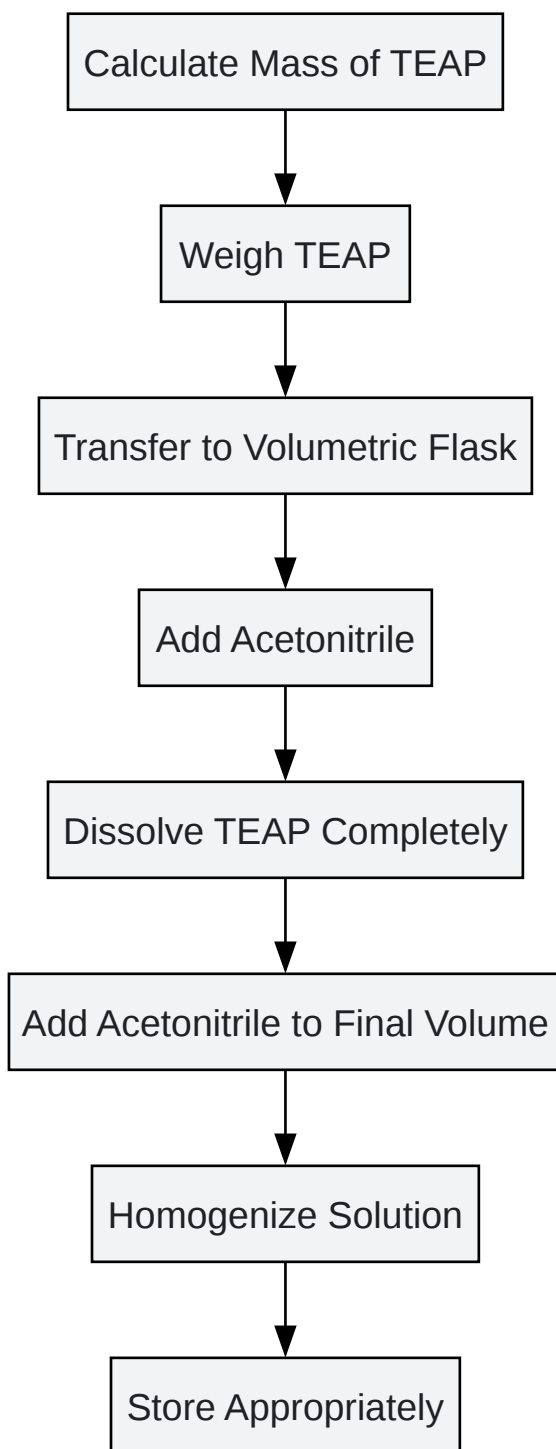 Calculate Mass of TEAP
Weigh TEAP
Transfer to Volumetric Flask
Add Acetonitrile
Dissolve TEAP Completely
Add Acetonitrile to Final Volume
Homogenize Solution
Store Appropriately